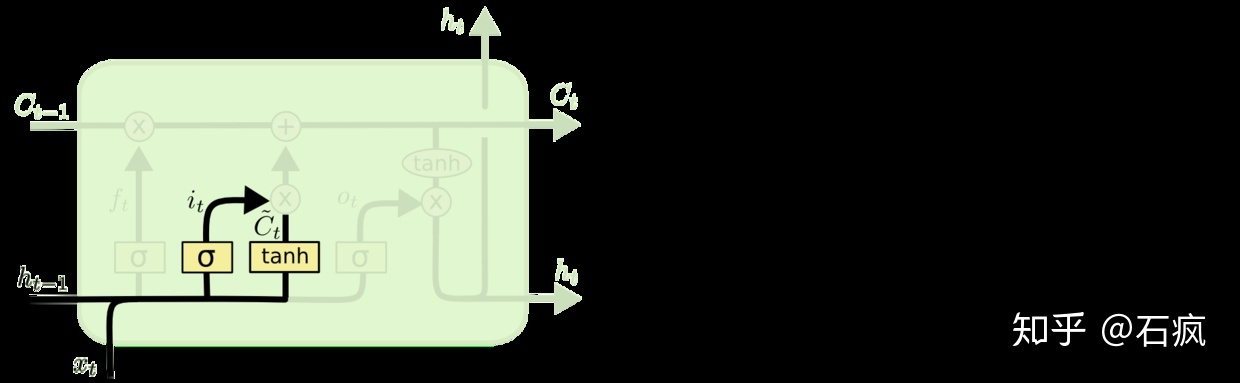 h_t
C_{t-1}
C_t
x
+
tanh
f_t
i_t
x
o_t
x
C̃_t
σ
σ
tanh
σ
h_{t-1}
h_t
x_t
知乎 @石疯